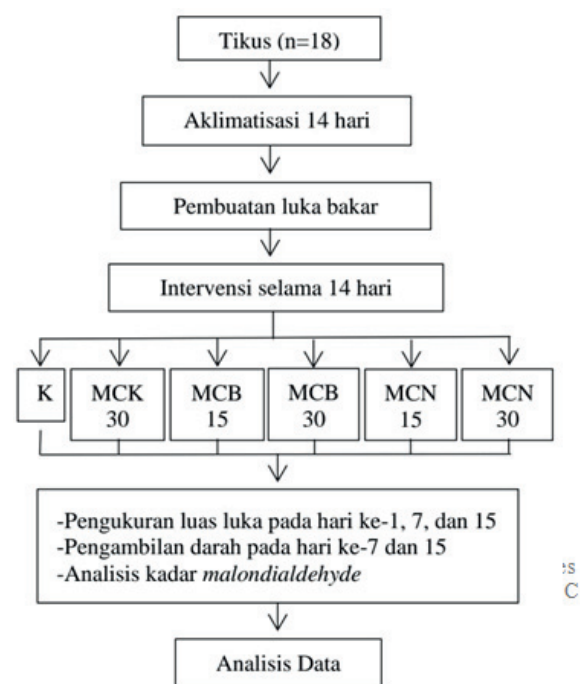 Tikus (n=18)
Aklimatisasi 14 hari
Pembuatan luka bakar
Intervensi selama 14 hari
K
MCK
30
MCB
15
MCB
30
MCN
15
MCN
30
-Pengukuran luas luka pada hari ke-1, 7, dan 15
-Pengambilan darah pada hari ke-7 dan 15
-Analisis kadar malondialdehyde
C
Analisis Data